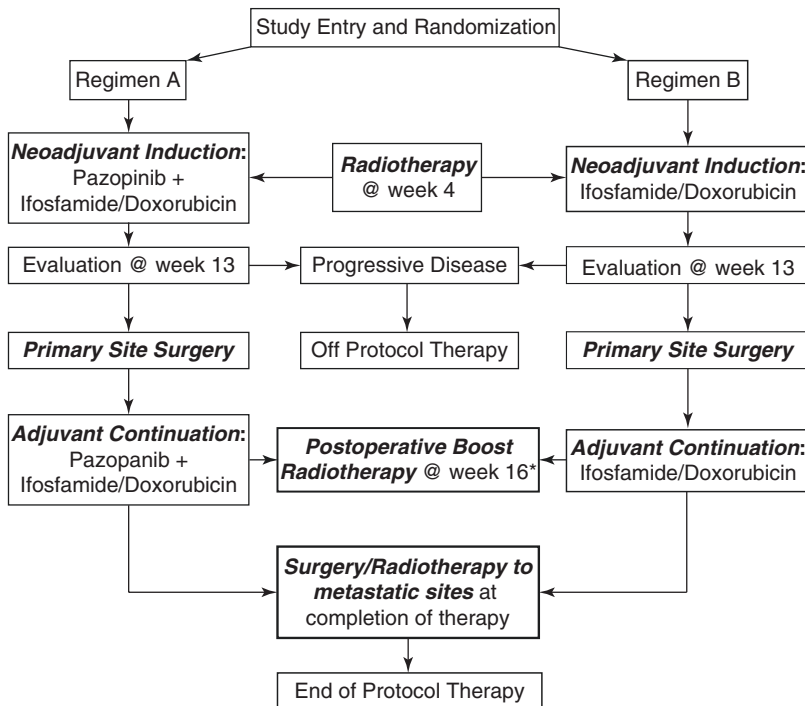 Study Entry and Randomization
Regimen A
Regimen B
Neoadjuvant Induction:
Pazopinib +
Ifosfamide/Doxorubicin
Radiotherapy
@ week 4
Neoadjuvant Induction:
Ifosfamide/Doxorubicin
Evaluation @ week 13
Progressive Disease
Evaluation @ week 13
Primary Site Surgery
Off Protocol Therapy
Primary Site Surgery
Adjuvant Continuation:
Pazopanib +
Ifosfamide/Doxorubicin
Postoperative Boost
Radiotherapy @ week 16*
Adjuvant Continuation:
Ifosfamide/Doxorubicin
Surgery/Radiotherapy to
metastatic sites at
completion of therapy
End of Protocol Therapy